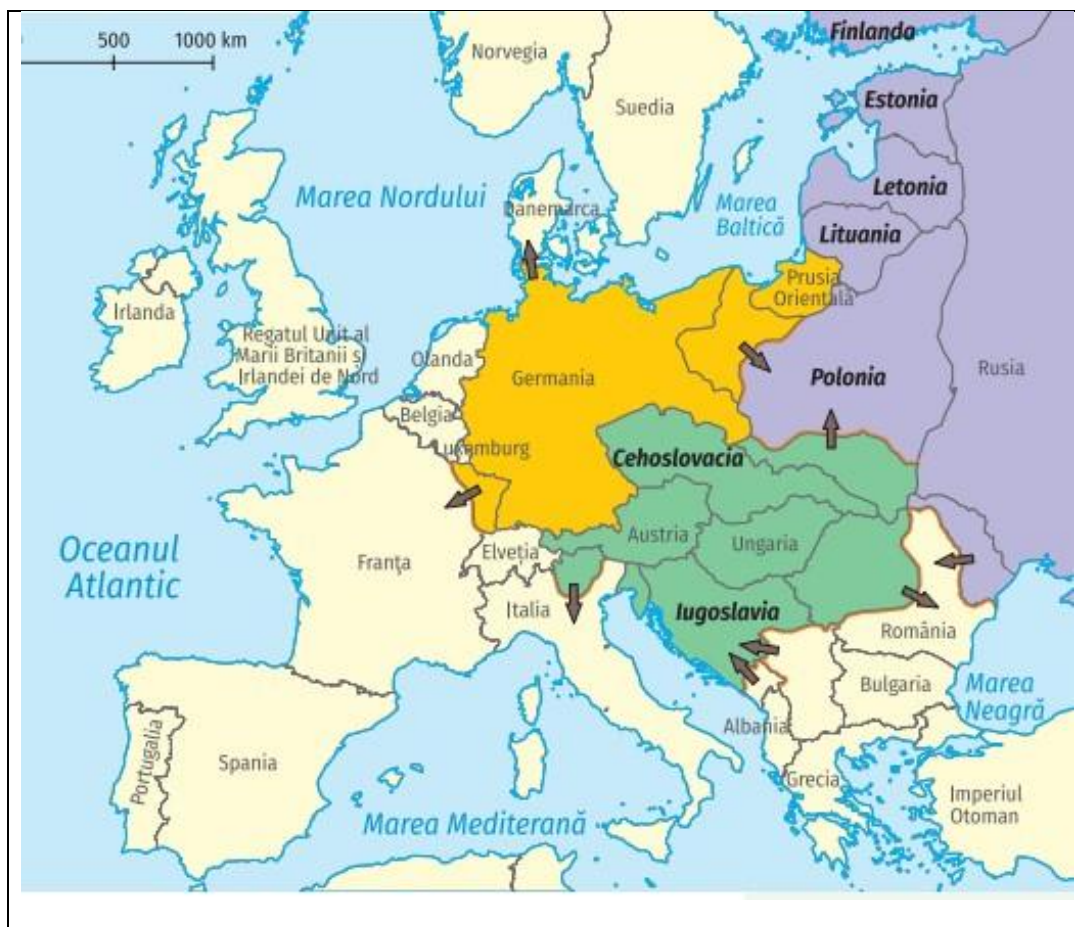 500
1000 km
Finlanda
Norvegia
Suedia
Estonia
Letonia
Lituania
Marea Nordului
Danemarca
Marea
Baltică
Prusia
Orientală
Irlanda
Regatul Unit al
Marii Britanii și
Irlandei de Nord
Olanda
Germania
Polonia
Rusia
Belgia
Luxamburg
Cehoslovacia
Austria
Ungaria
Oceanul
Atlantic
Franţa
Elveția
Italia
Iugoslavia
România
Bulgaria
Marea
Neagră
Albania
Portugalia
Spania
Grecia
Imperiul
Otoman
Marea Mediterană